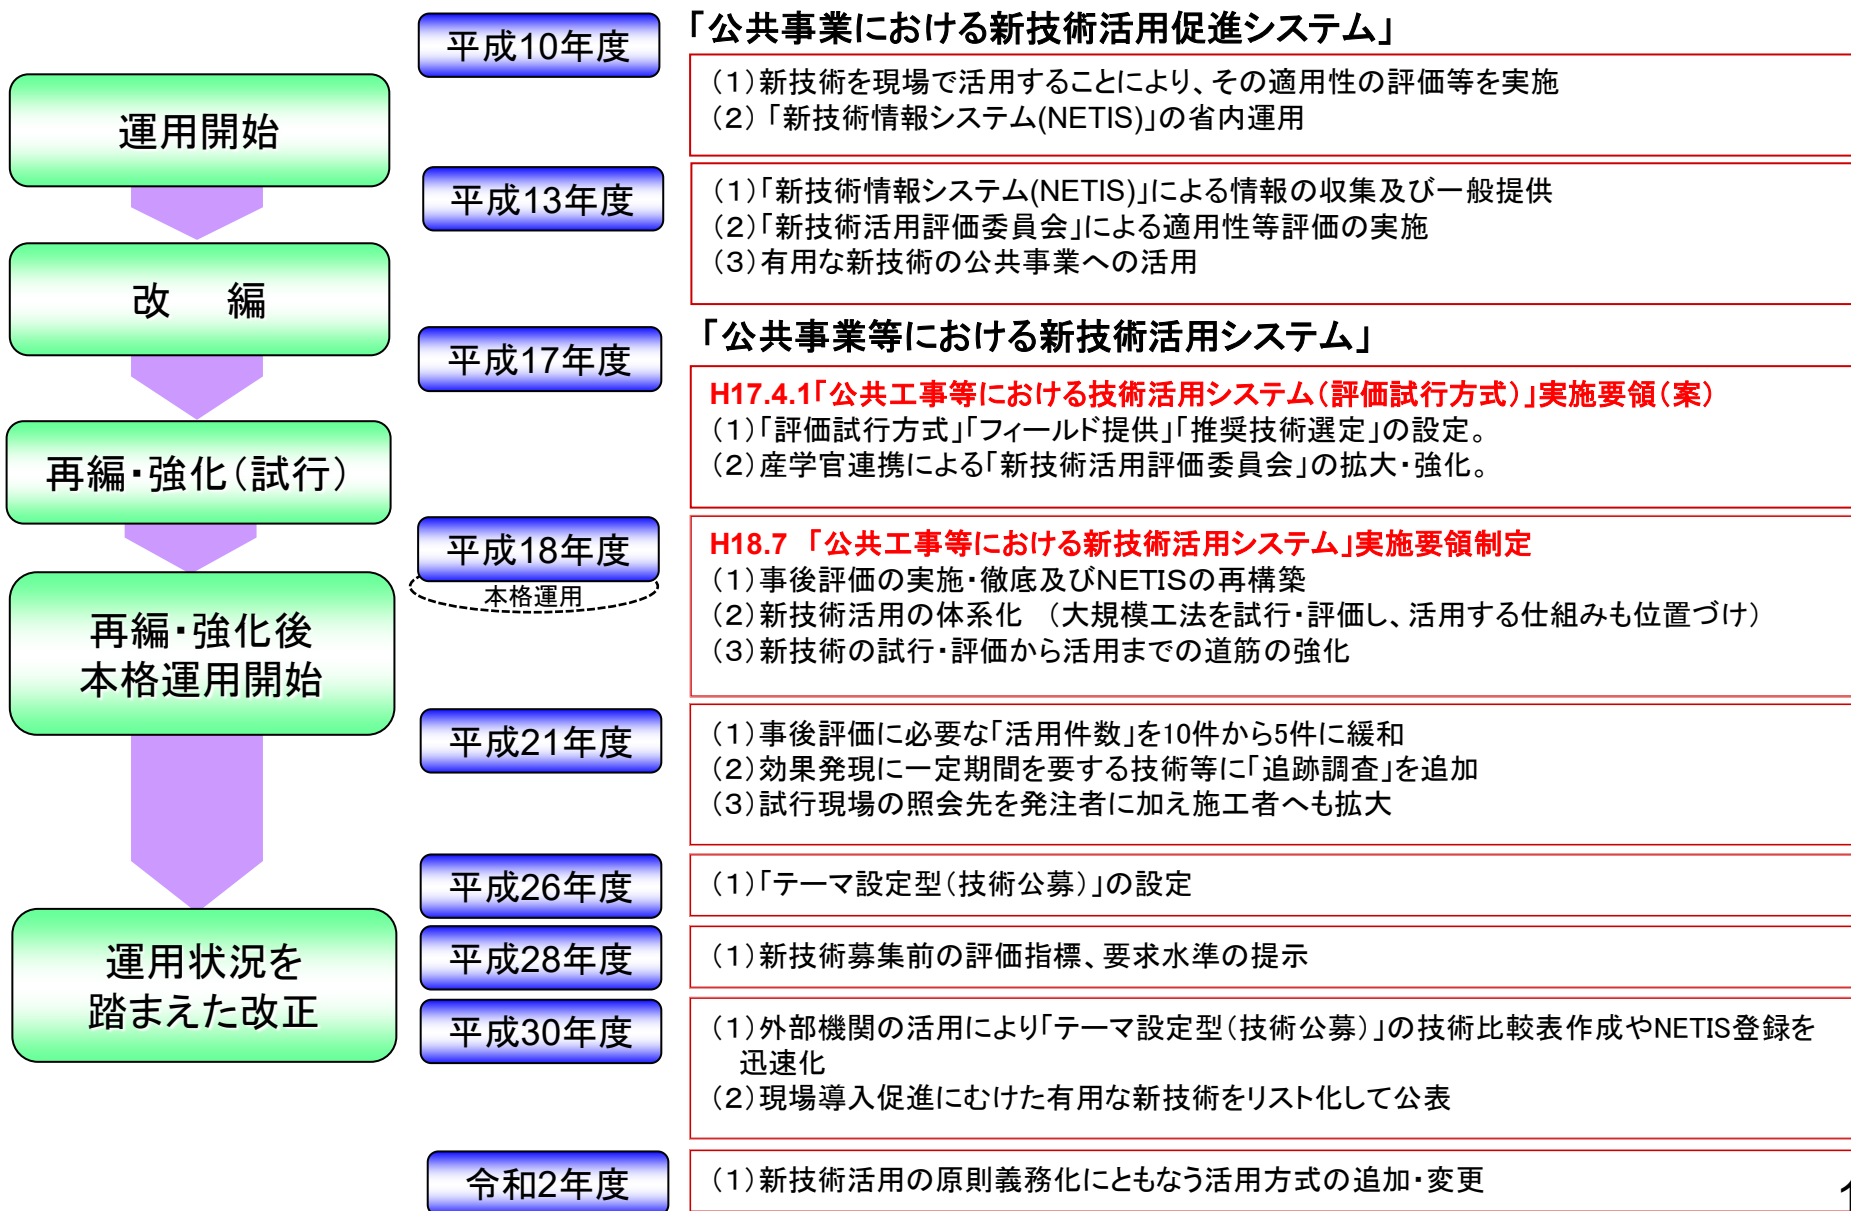 運用開始
改　編
再編・強化（試行）
再編・強化後
本格運用開始
運用状況を
踏まえた改正
平成10年度
「公共事業における新技術活用促進システム」
（1）新技術を現場で活用することにより、その適用性の評価等を実施
（2）「新技術情報システム(NETIS)」の省内運用
平成13年度
（1）「新技術情報システム(NETIS)」による情報の収集及び一般提供
（2）「新技術活用評価委員会」による適用性等評価の実施
（3）有用な新技術の公共事業への活用
平成17年度
「公共事業等における新技術活用システム」
H17.4.1「公共工事等における技術活用システム（評価試行方式）」実施要領（案）
（1）「評価試行方式」「フィールド提供」「推奨技術選定」の設定。
（2）産学官連携による「新技術活用評価委員会」の拡大・強化。
平成18年度
本格運用
H18.7 「公共工事等における新技術活用システム」実施要領制定
（1）事後評価の実施・徹底及びNETISの再構築
（2）新技術活用の体系化 （大規模工法を試行・評価し、活用する仕組みも位置づけ）
（3）新技術の試行・評価から活用までの道筋の強化
平成21年度
（1）事後評価に必要な「活用件数」を10件から5件に緩和
（2）効果発現に一定期間を要する技術等に「追跡調査」を追加
（3）試行現場の照会先を発注者に加え施工者へも拡大
平成26年度
（1）「テーマ設定型（技術公募）」の設定
平成28年度
（1）新技術募集前の評価指標、要求水準の提示
平成30年度
（1）外部機関の活用により「テーマ設定型（技術公募）」の技術比較表作成やNETIS登録を
迅速化
（2）現場導入促進にむけた有用な新技術をリスト化して公表
令和2年度
（1）新技術活用の原則義務化にともなう活用方式の追加・変更
1